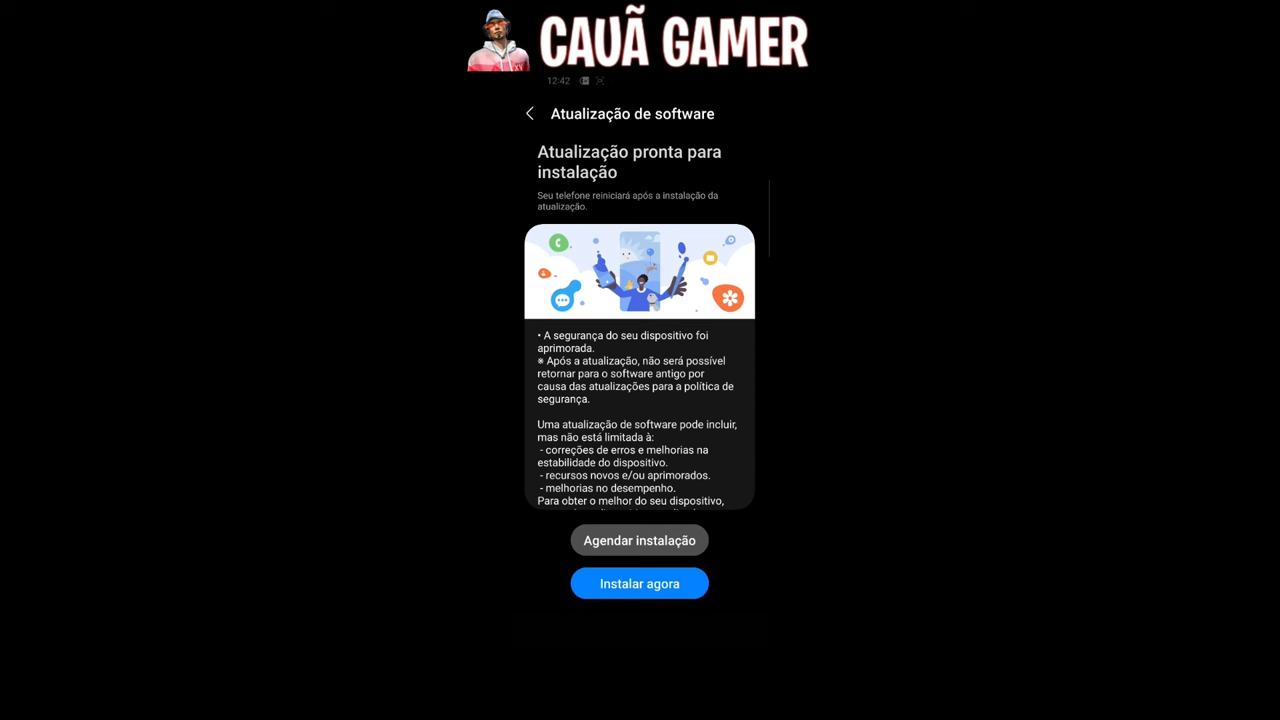 CAUÃ GAMER
12:42
Atualização de software
Atualização pronta para
instalação
Seu telefone reiniciará após a instalação da
atualização.
• A segurança do seu dispositivo foi
aprimorada.
※ Após a atualização, não será possível
retornar para o software antigo por
causa das atualizações para a política de
segurança.
Uma atualização de software pode incluir,
mas não está limitada à:
- correções de erros e melhorias na
estabilidade do dispositivo.
- recursos novos e/ou aprimorados.
- melhorias no desempenho.
Para obter o melhor do seu dispositivo,
Agendar instalação
Instalar agora